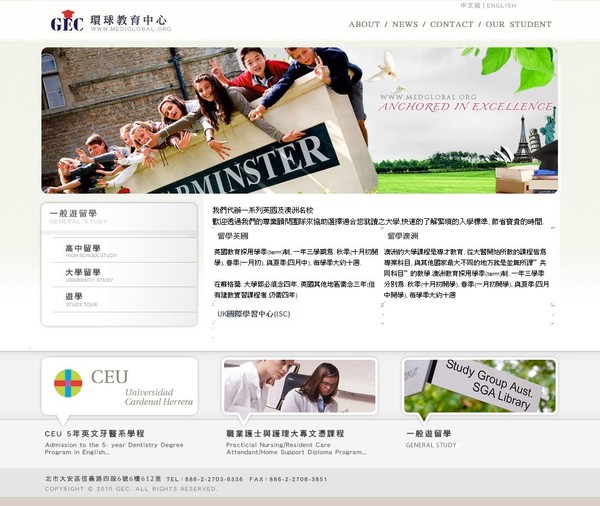 中文版 | ENGLISH
GEC 環球教育中心
WWW.MEDIGLOBAL.ORG
ABOUT / NEWS / CONTACT / OUR STUDENT
WWW.MEDGLOBAL.ORG
ANCHORED IN EXCELLENCE
ARMINSTER
一般遊留學
GENERAL STUDY
高中留學
HIGH SCHOOL STUDY
大學留學
UNIVERSITY STUDY
遊學
STUDY TOUR
我們代辦一系列英國及澳洲名校
歡迎透過我們的專業顧問團隊來協助選擇適合您就讀之大學,快速的了解繁瑣的入學標準, 節省寶貴的時間.
留學英國
英國教育採用學季(term)制, 一年三學期為: 秋季(十月初開
學), 春季(一月初), 與夏季(四月中), 每學季大約十週.
在蘇格蘭, 大學部必須念四年, 英國其他地區需念三年(但
有建教實習課程者, 仍需四年)
UK國際學習中心(ISC)
留學澳洲
澳洲的大學課程是專才教育, 從大習開始所教的課程皆為
專業科目, 與其他國家最大不同的地方就是並無所謂"共
同科目"的教學.澳洲教育採用學季(term)制, 一年三學季
分別為: 秋季(十月初開學), 春季(一月初開學), 與夏季(四月
中開學), 每學季大約十週
CEU
Universidad
Cardenal Herrera
Study Group Aust.
SGA Library
CEU 5年英文牙醫系學程
Admission to the 5- year Dentistry Degree
Program in English...
職業護士與護理大專文憑課程
Practicial Nursing/Resident Care
Attendant/Home Support Diploma Program...
一般遊留學
GENERAL STUDY
北市大安區信義路四段6號6樓612室 TEL : 886-2-2703-6336 FAX : 886-2-2708-3851
COPYRIGHT © 2010 GEC, ALL RIGHTS RESERVED.